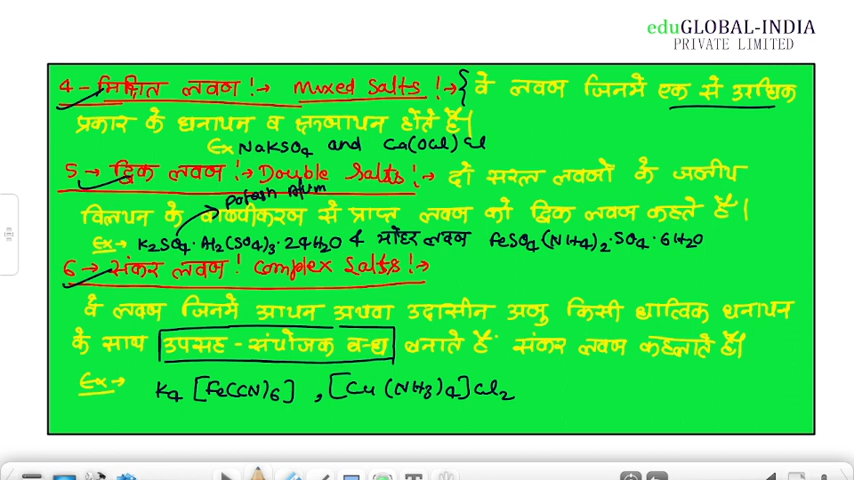 eduGLOBAL-INDIA
PRIVATE LIMITED
4 - मिश्रित लवण !→ Mixed Salts !→ { वे लवण जिनमें एक से अधिक
प्रकार के धनायन व ऋणायन होते हैं।
Ex NaKSO4 and Ca(OCl)Cl
5 → द्विक लवण !→ Double Salts !→ दो सरल लवणों के जलीय
potash Alum
विलयन के वाष्पीकरण से प्राप्त लवण को द्विक लवण कहते हैं।
Ex → K2SO4·Al2(SO4)3·24H2O & मोहर लवण FeSO4(NH4)2·SO4·6H2O
6 → संकर लवण ! Complex Salts !→
वे लवण जिनमें आयन अथवा उदासीन अणु किसी धात्विक धनायन
के साथ उपसह-संयोजक बन्ध बनाते हैं संकर लवण कहलाते हैं।
Ex → K4 [Fe(CN)6] , [Cu (NH3)4]Cl2